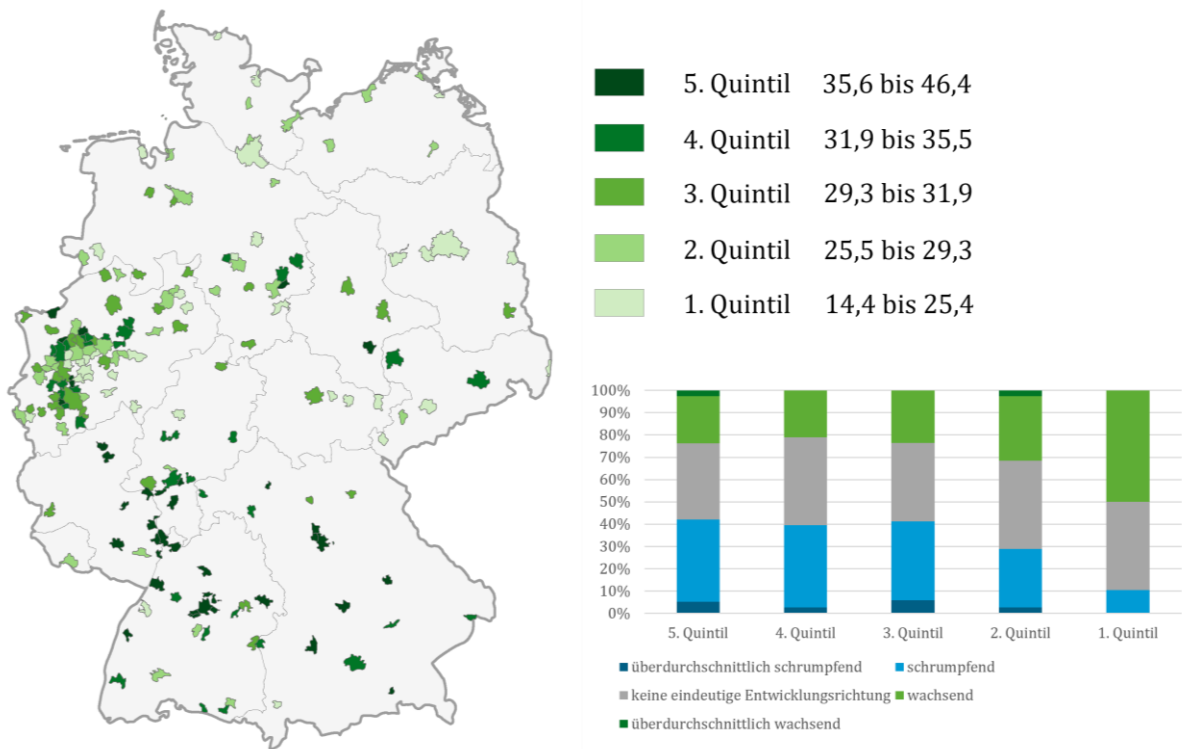 5. Quintil 35,6 bis 46,4
4. Quintil 31,9 bis 35,5
3. Quintil 29,3 bis 31,9
2. Quintil 25,5 bis 29,3
1. Quintil 14,4 bis 25,4
100%
90%
80%
70%
60%
50%
40%
30%
20%
10%
0%
5. Quintil 4. Quintil 3. Quintil 2. Quintil 1. Quintil
überdurchschnittlich schrumpfend schrumpfend
keine eindeutige Entwicklungsrichtung wachsend
überdurchschnittlich wachsend